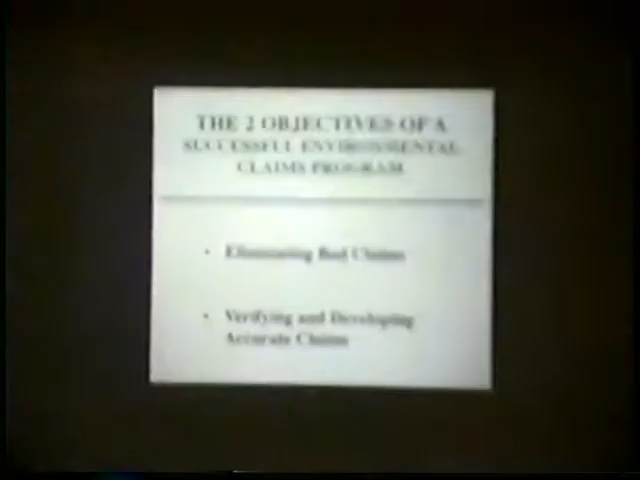 THE 2 OBJECTIVES OF A
SUCCESSFUL ENVIRONMENTAL
CLAIMS PROGRAM
• Eliminating Bad Claims
• Verifying and Developing
Accurate Claims